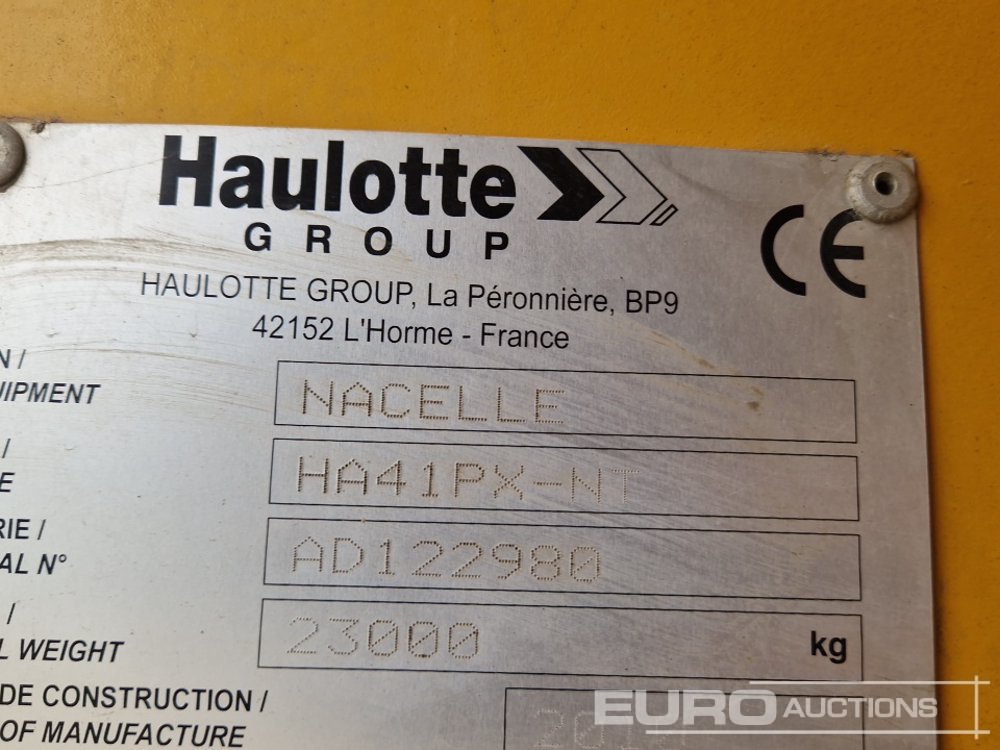 Haulotte
GROUP
CE
HAULOTTE GROUP, La Péronnière, BP9
42152 L'Horme - France
N /
UIPMENT
NACELLE
/
E
HA41PX-NT
RIE /
AL N°
AD122980
/
L WEIGHT
23000 kg
DE CONSTRUCTION /
OF MANUFACTURE
EURO AUCTIONS